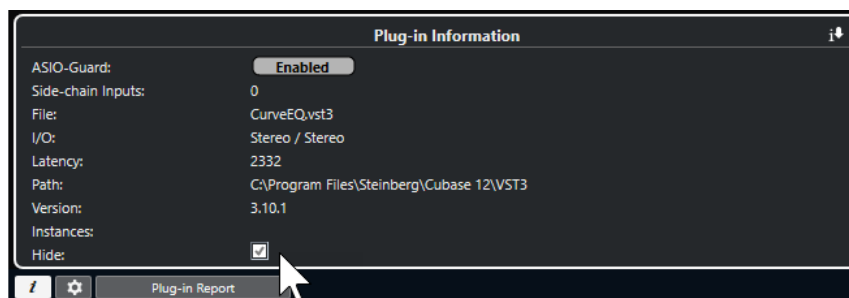 Plug-in Information
ASIO-Guard: Enabled
Side-chain Inputs: 0
File: CurveEQ.vst3
I/O: Stereo / Stereo
Latency: 2332
Path: C:\Program Files\Steinberg\Cubase 12\VST3
Version: 3.10.1
Instances:
Hide:
i Plug-in Report